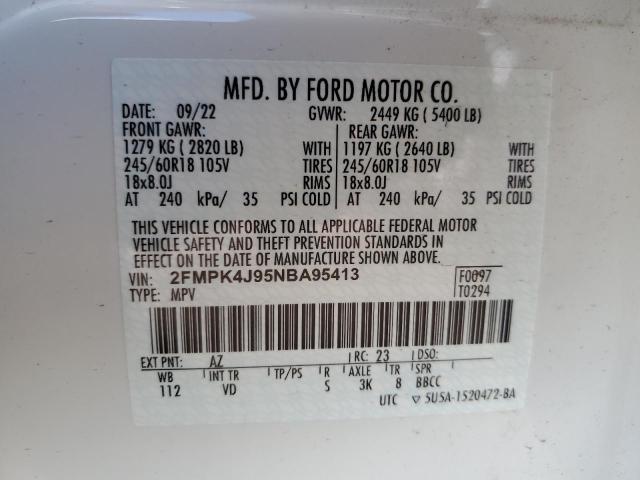 MFD. BY FORD MOTOR CO.
DATE: 09/22 GVWR: 2449 KG ( 5400 LB)
FRONT GAWR: REAR GAWR:
1279 KG ( 2820 LB) WITH 1197 KG ( 2640 LB) WITH
245/60R18 105V TIRES 245/60R18 105V TIRES
18x8.0J RIMS 18x8.0J RIMS
AT 240 kPa/ 35 PSI COLD AT 240 kPa/ 35 PSI COLD
THIS VEHICLE CONFORMS TO ALL APPLICABLE FEDERAL MOTOR
VEHICLE SAFETY AND THEFT PREVENTION STANDARDS IN
EFFECT ON THE DATE OF MANUFACTURE SHOWN ABOVE.
VIN: 2FMPK4J95NBA95413 F0097
TYPE: MPV T0294
EXT PNT: AZ RC: 23 DSO:
WB INT TR TP/PS R AXLE TR SPR
112 VD S 3K 8 BBCC
UTC ▽ 5U5A-1520472-BA